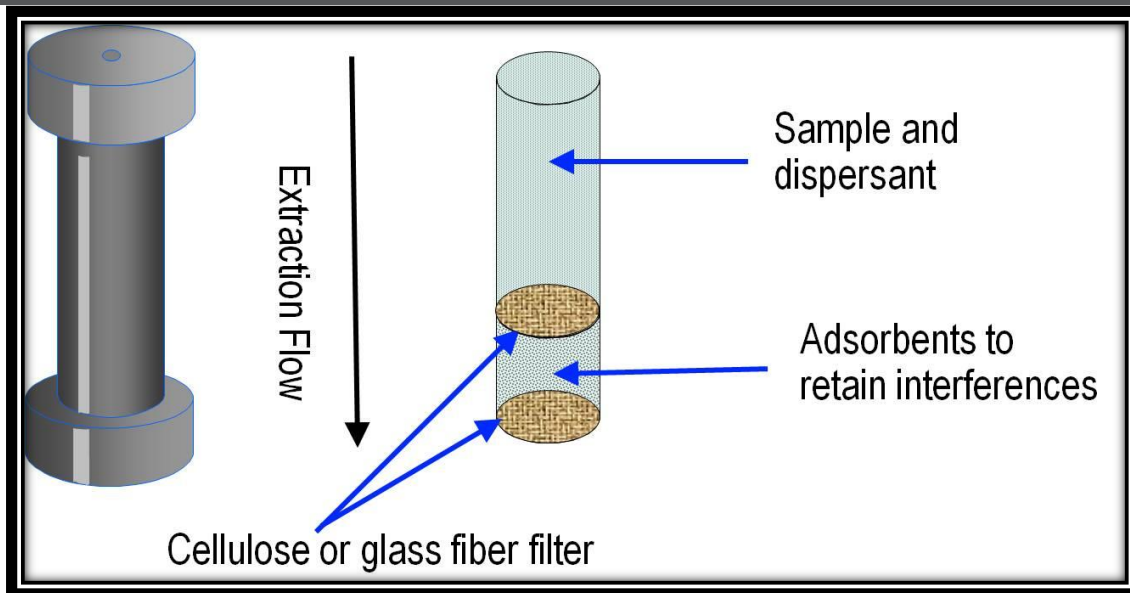 Sample and
dispersant
Extraction Flow
Adsorbents to
retain interferences
Cellulose or glass fiber filter